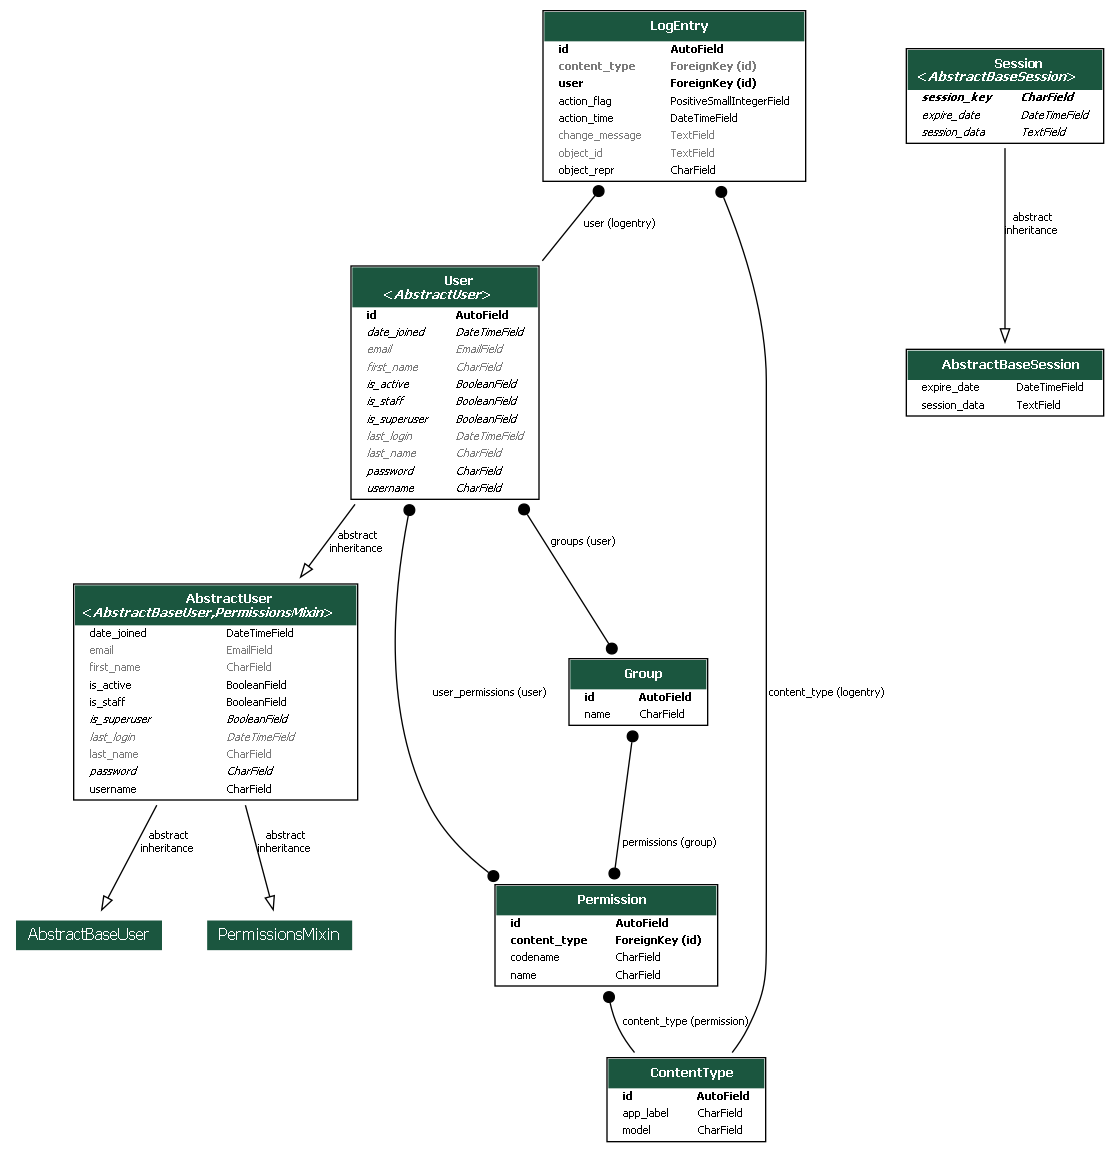 LogEntry
id AutoField
content_type ForeignKey (id)
user ForeignKey (id)
action_flag PositiveSmallIntegerField
action_time DateTimeField
change_message TextField
object_id TextField
object_repr CharField
Session
<AbstractBaseSession>
session_key CharField
expire_date DateTimeField
session_data TextField
user (logentry)
abstract
inheritance
User
<AbstractUser>
id AutoField
date_joined DateTimeField
email EmailField
first_name CharField
is_active BooleanField
is_staff BooleanField
is_superuser BooleanField
last_login DateTimeField
last_name CharField
password CharField
username CharField
AbstractBaseSession
expire_date DateTimeField
session_data TextField
abstract
inheritance
groups (user)
AbstractUser
<AbstractBaseUser,PermissionsMixin>
date_joined DateTimeField
email EmailField
first_name CharField
is_active BooleanField
is_staff BooleanField
is_superuser BooleanField
last_login DateTimeField
last_name CharField
password CharField
username CharField
user_permissions (user)
Group
id AutoField
name CharField
content_type (logentry)
abstract
inheritance
abstract
inheritance
permissions (group)
AbstractBaseUser
PermissionsMixin
Permission
id AutoField
content_type ForeignKey (id)
codename CharField
name CharField
content_type (permission)
ContentType
id AutoField
app_label CharField
model CharField